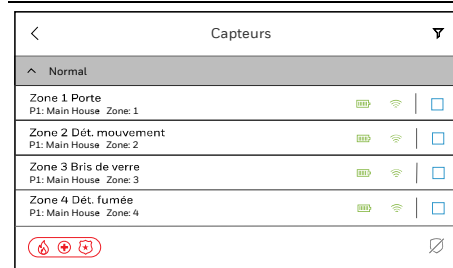 Capteurs
Normal
Zone 1 Porte
P1: Main House Zone: 1
Zone 2 Dét. mouvement
P1: Main House Zone: 2
Zone 3 Bris de verre
P1: Main House Zone: 3
Zone 4 Dét. fumée
P1: Main House Zone: 4